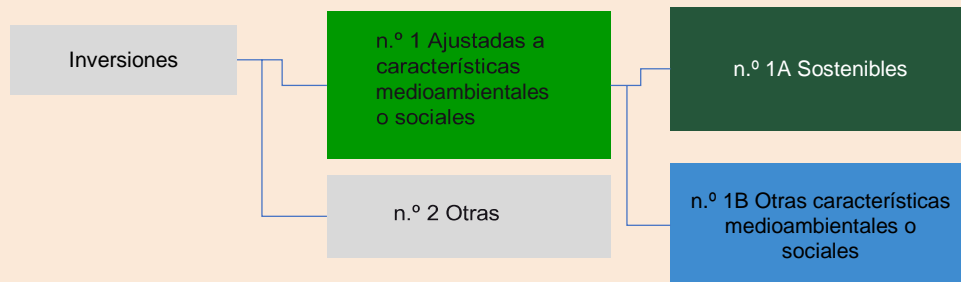 Inversiones
n.º 1 Ajustadas a
características
medioambientales
o sociales
n.º 2 Otras
n.º 1A Sostenibles
n.º 1B Otras características
medioambientales o
sociales